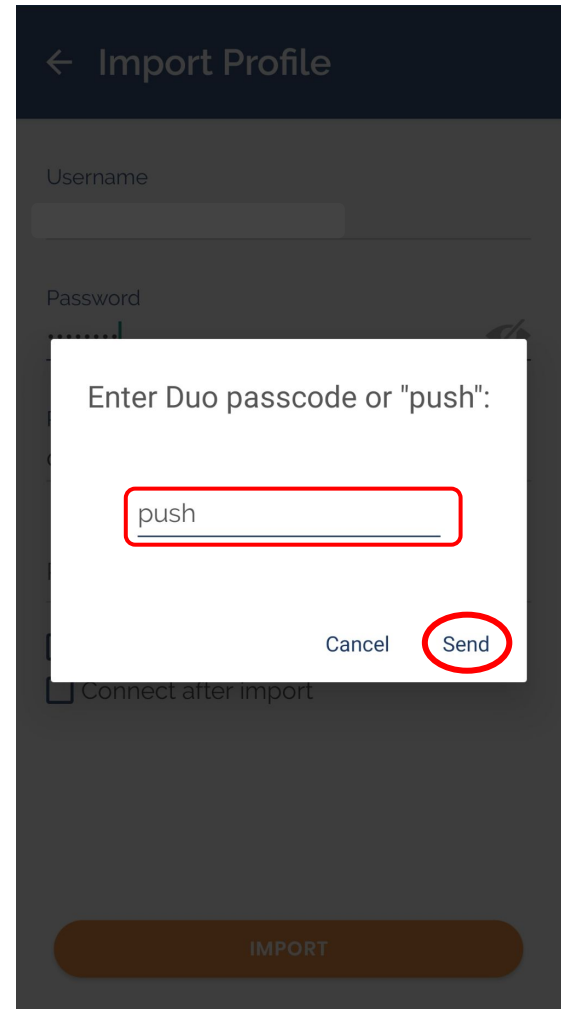 Import Profile
Username
Password
Enter Duo passcode or "push":
push
Cancel Send
Connect after import
IMPORT